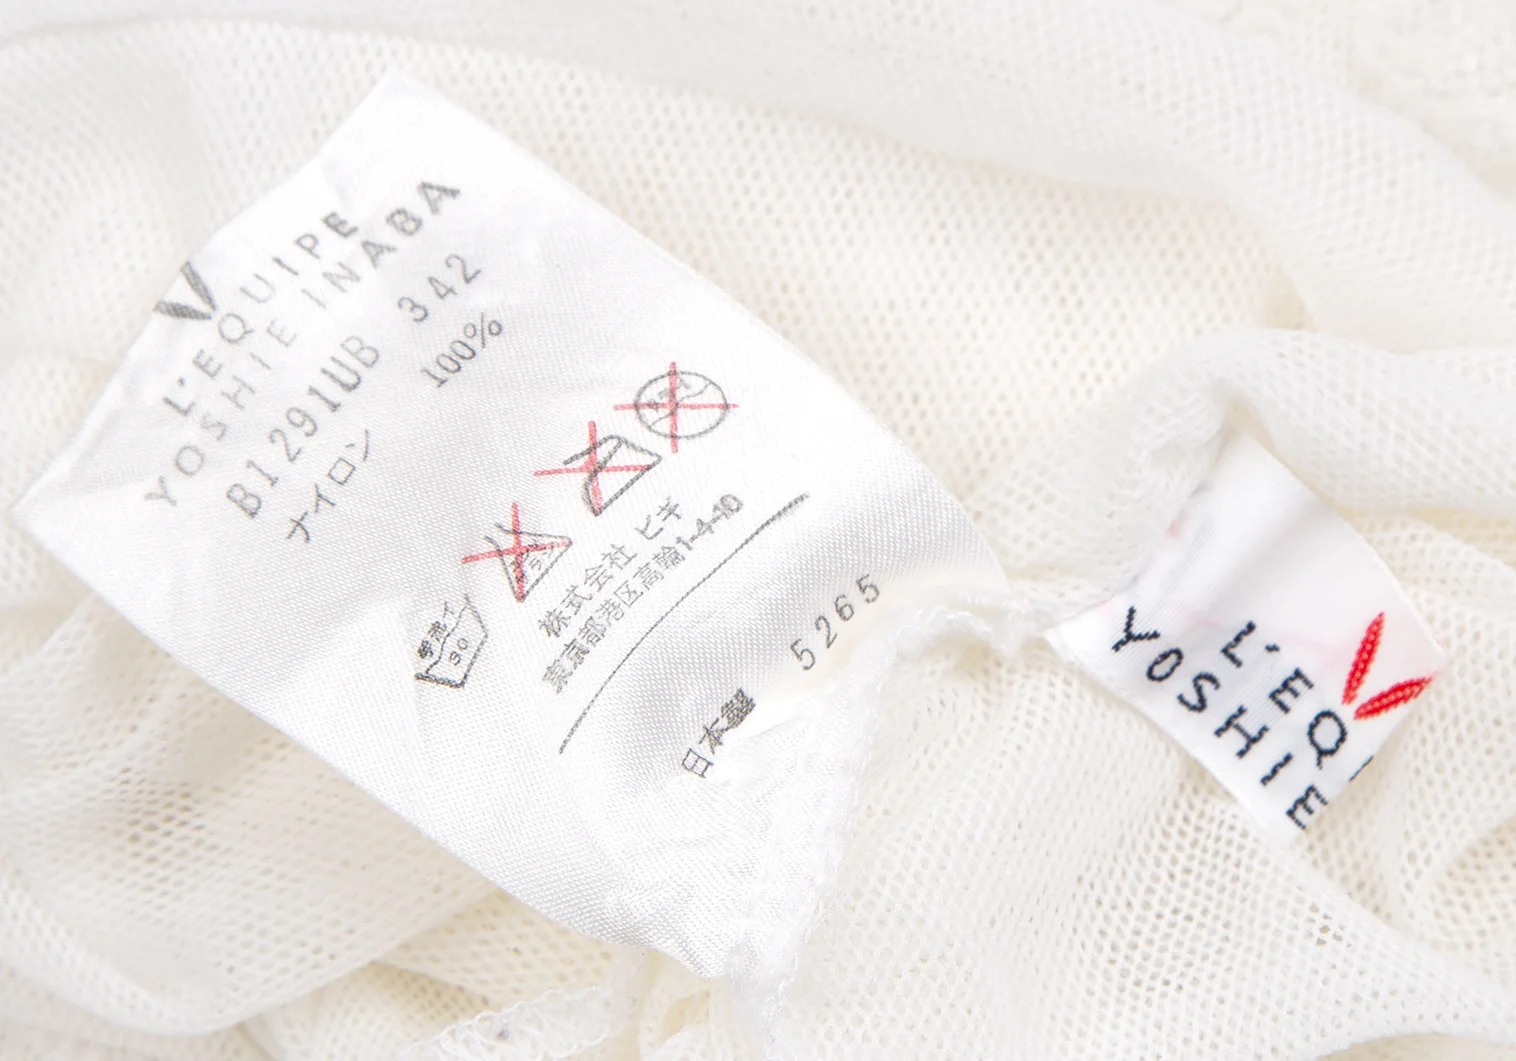 L'EQUIPE
YOSHIE INABA
B1291UB 342
ナイロン 100%
手洗イ
30
株式会社 ビギ
東京都港区高輪1-4-10
日本製 5265
L'EQ
YOSHIE